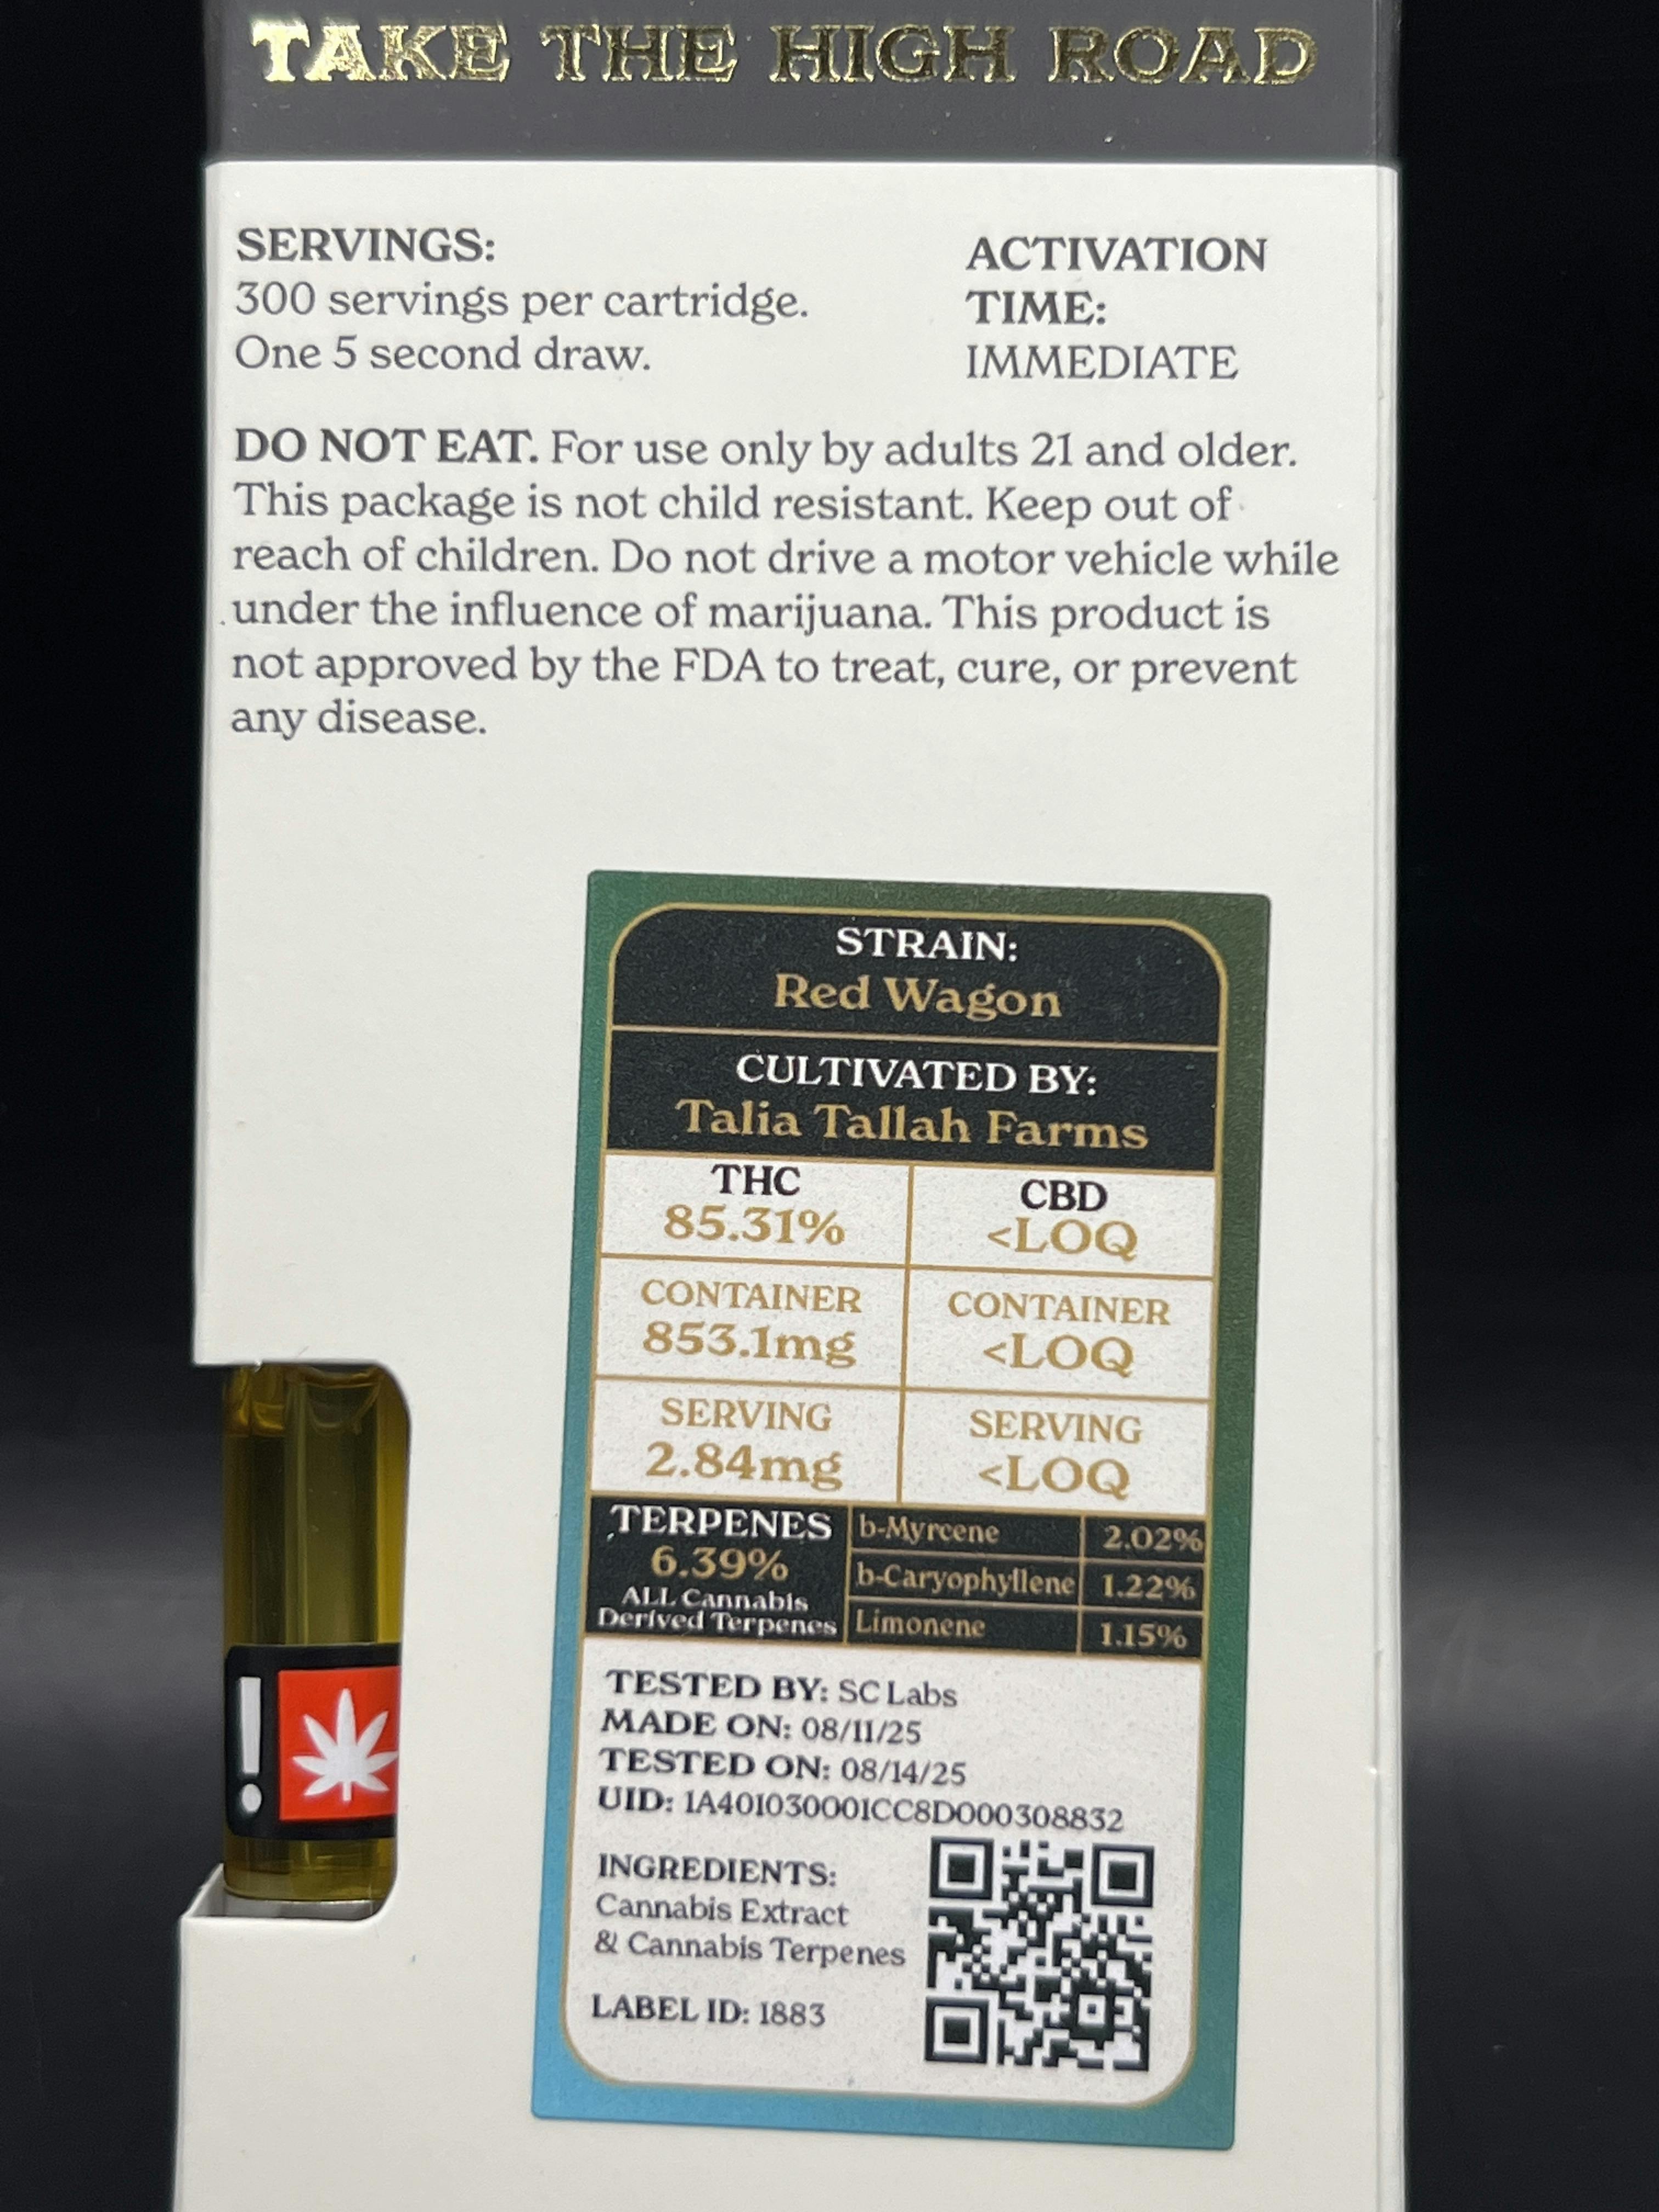 TAKE THE HIGH ROAD
SERVINGS:
300 servings per cartridge.
One 5 second draw.
ACTIVATION
TIME:
IMMEDIATE
DO NOT EAT. For use only by adults 21 and older.
This package is not child resistant. Keep out of
reach of children. Do not drive a motor vehicle while
under the influence of marijuana. This product is
not approved by the FDA to treat, cure, or prevent
any disease.
STRAIN:
Red Wagon
CULTIVATED BY:
Talia Tallah Farms
THC
85.31%
CBD
<LOQ
CONTAINER
853.1mg
CONTAINER
<LOQ
SERVING
2.84mg
SERVING
<LOQ
TERPENES
6.39%
ALL Cannabis
Derived Terpenes
b-Myrcene 2.02%
b-Caryophyllene 1.22%
Limonene 1.15%
TESTED BY: SC Labs
MADE ON: 08/11/25
TESTED ON: 08/14/25
UID: 1A401030001CC8D000308832
INGREDIENTS:
Cannabis Extract
& Cannabis Terpenes
LABEL ID: 1883
!